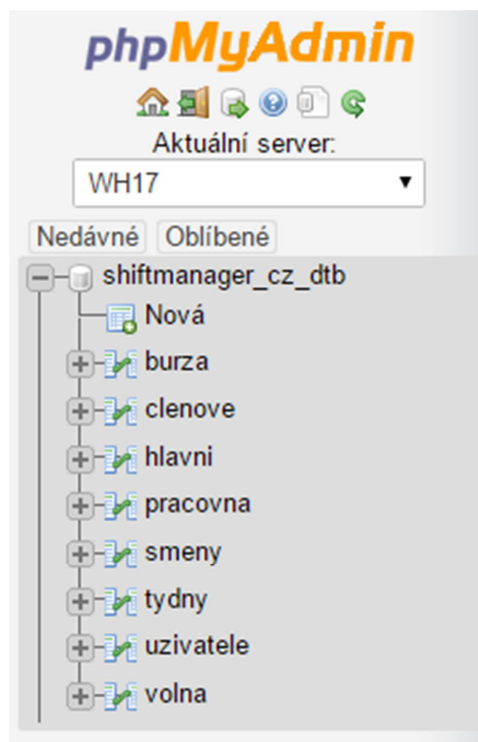 phpMyAdmin
Aktuální server:
WH17
Nedávné Oblíbené
shiftmanager_cz_dtb
Nová
burza
clenove
hlavni
pracovna
smeny
tydny
uzivatele
volna